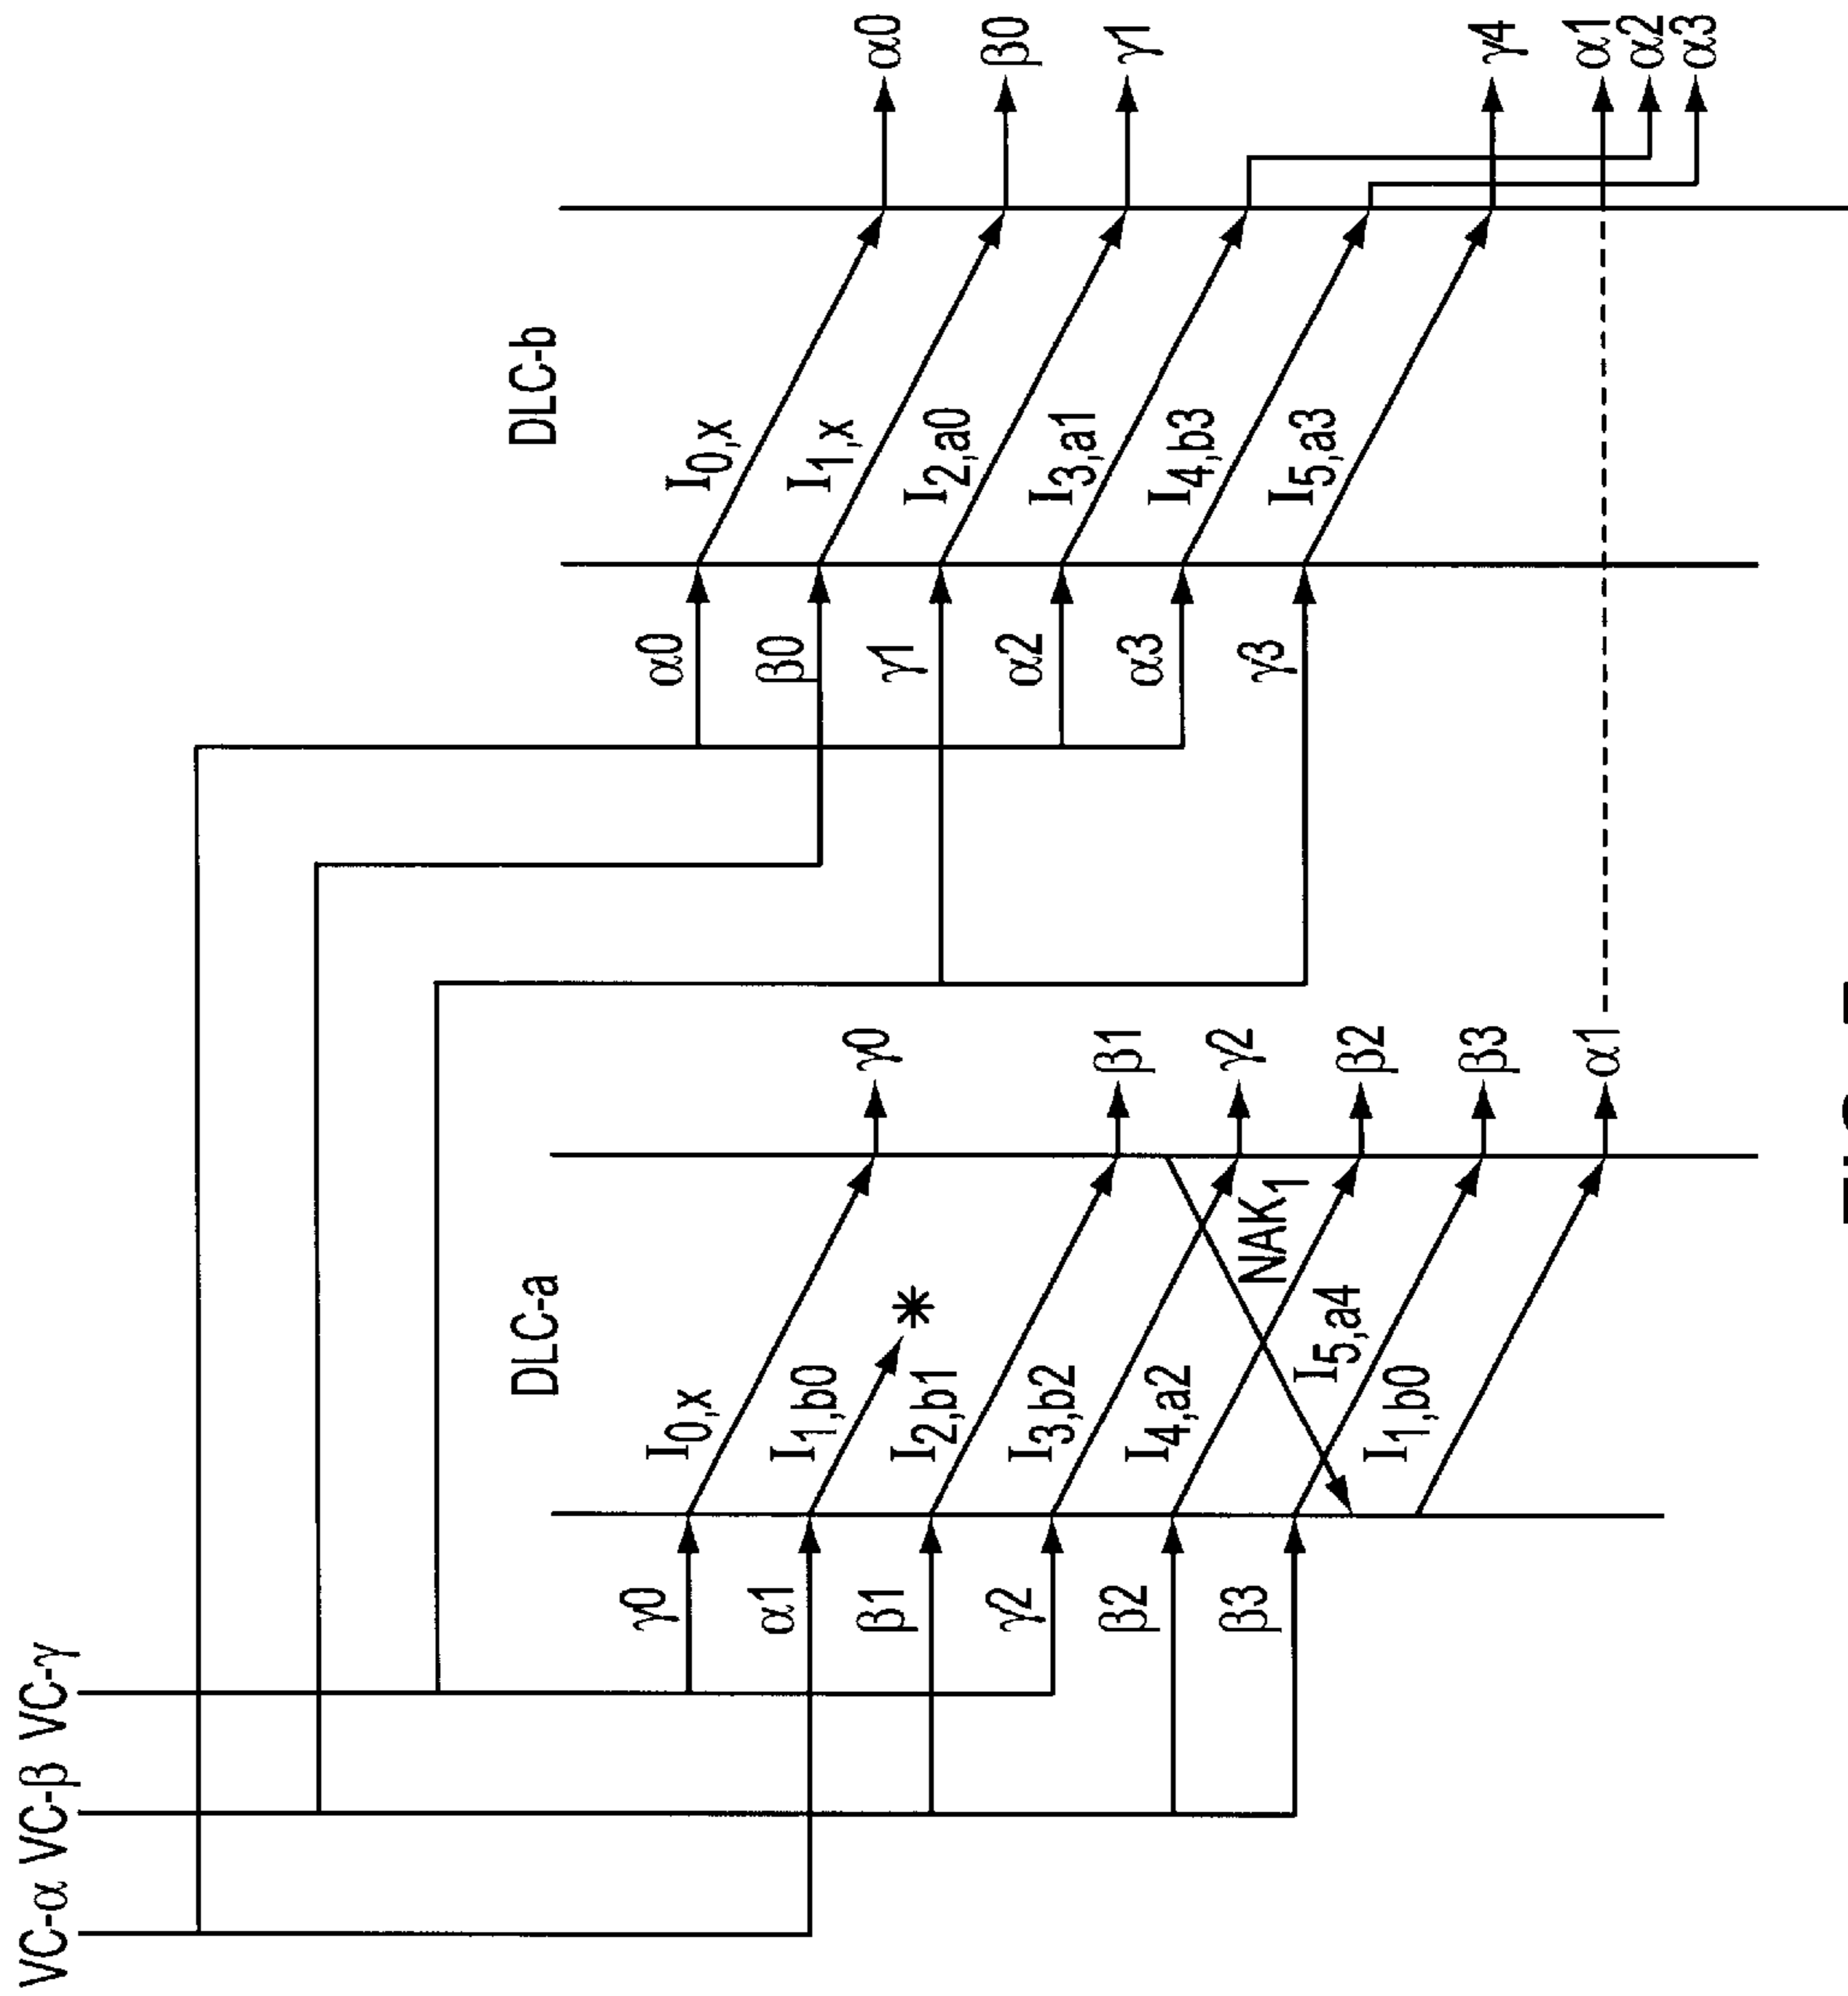 VC-α VC-β VC-γ
DLC-a
γ0
α1
β1
γ2
β2
β3
I0,x
I1,b0
*
I2,b1
I3,b2
I4,a2
I5,a4
I1,b0
NAK1
γ0
β1
γ2
β2
β3
α1
DLC-b
α0
β0
γ1
α2
α3
γ3
I0,x
I1,x
I2,a0
I3,a1
I4,b3
I5,a3
α0
β0
γ1
γ4
α1
α2
α3